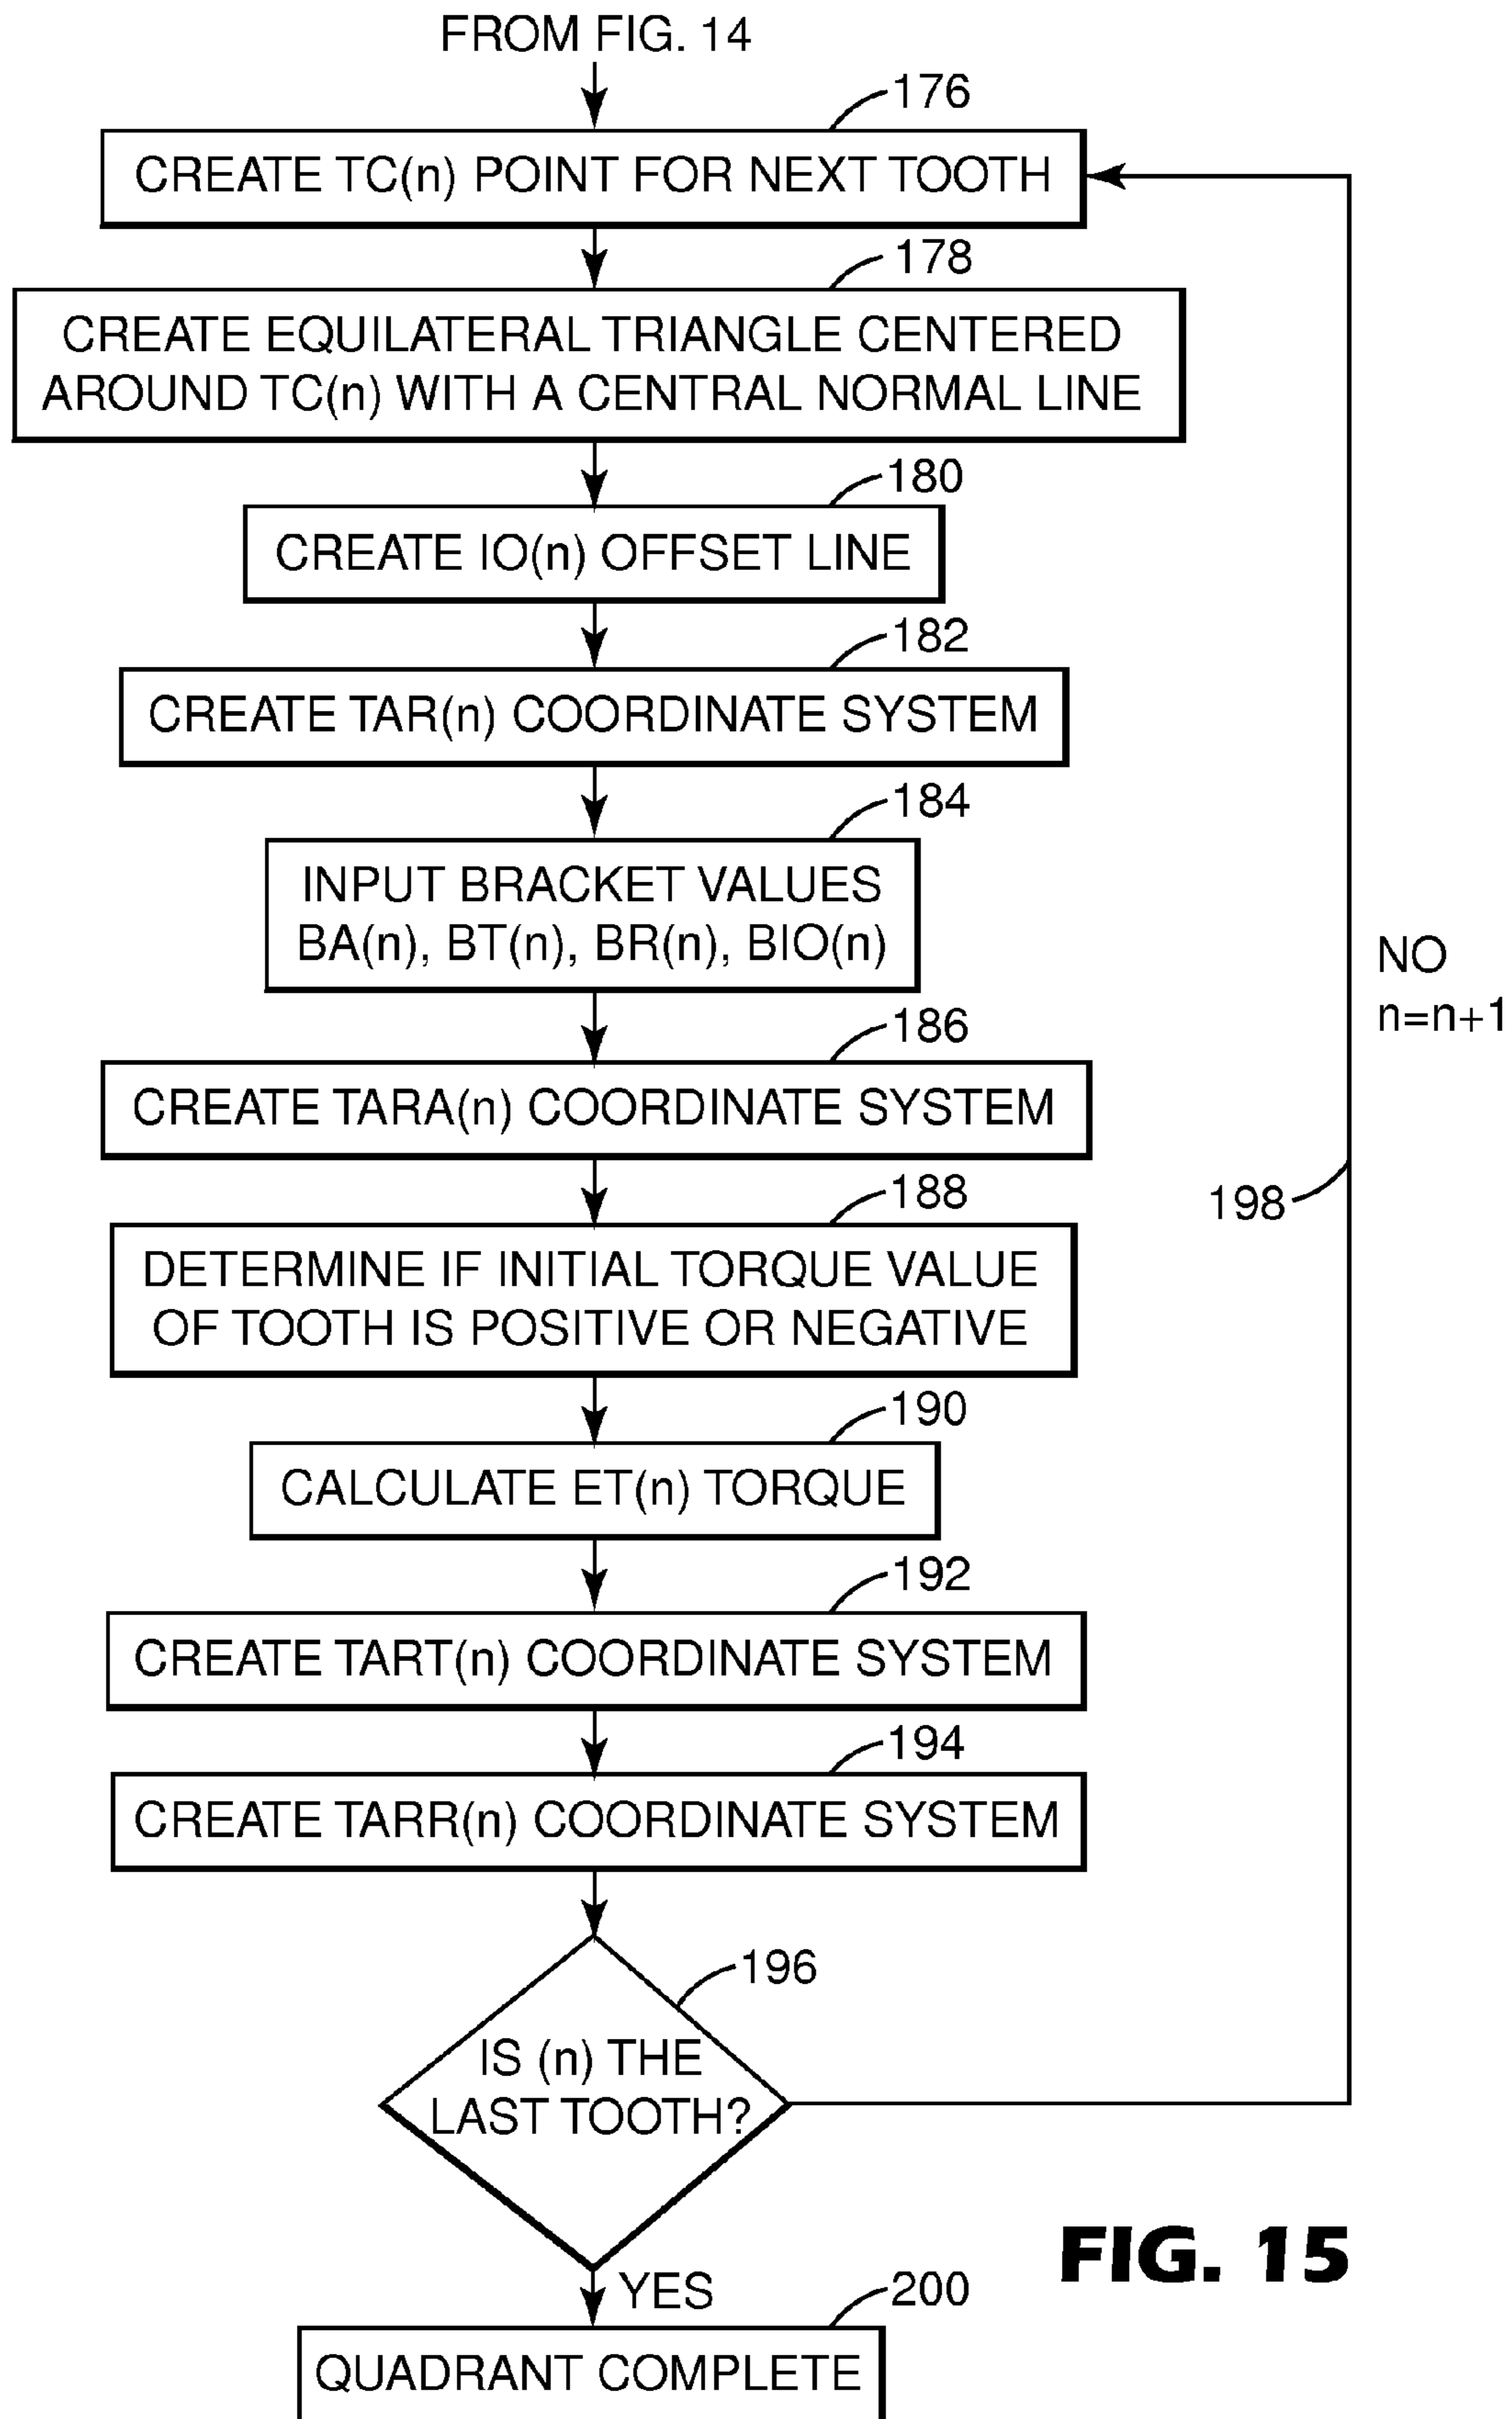 FROM FIG. 14
176
CREATE TC(n) POINT FOR NEXT TOOTH
178
CREATE EQUILATERAL TRIANGLE CENTERED
AROUND TC(n) WITH A CENTRAL NORMAL LINE
180
CREATE IO(n) OFFSET LINE
182
CREATE TAR(n) COORDINATE SYSTEM
184
INPUT BRACKET VALUES
BA(n), BT(n), BR(n), BIO(n)
NO
n=n+1
186
CREATE TARA(n) COORDINATE SYSTEM
188
198
DETERMINE IF INITIAL TORQUE VALUE
OF TOOTH IS POSITIVE OR NEGATIVE
190
CALCULATE ET(n) TORQUE
192
CREATE TART(n) COORDINATE SYSTEM
194
CREATE TARR(n) COORDINATE SYSTEM
196
IS (n) THE
LAST TOOTH?
FIG. 15
YES
200
QUADRANT COMPLETE